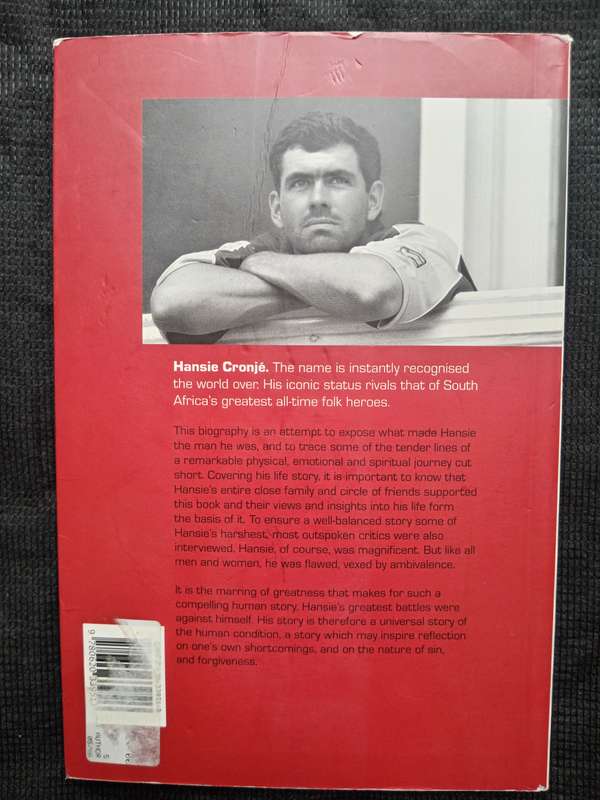 Hansie Cronjé. The name is instantly recognised
the world over. His iconic status rivals that of South
Africa's greatest all-time folk heroes.
This biography is an attempt to expose what made Hansie
the man he was, and to trace some of the tender lines of
a remarkable physical, emotional and spiritual journey cut
short. Covering his life story, it is important to know that
Hansie's entire close family and circle of friends supported
this book and their views and insights into his life form
the basis of it. To ensure a well-balanced story some of
Hansie's harshest, most outspoken critics were also
interviewed. Hansie, of course, was magnificent. But like all
men and women, he was flawed, vexed by ambivalence.
It is the marring of greatness that makes for such a
compelling human story. Hansie's greatest battles were
against himself. His story is therefore a universal story of
the human condition, a story which may inspire reflection
on one's own shortcomings, and on the nature of sin,
and forgiveness.
AUTHOR